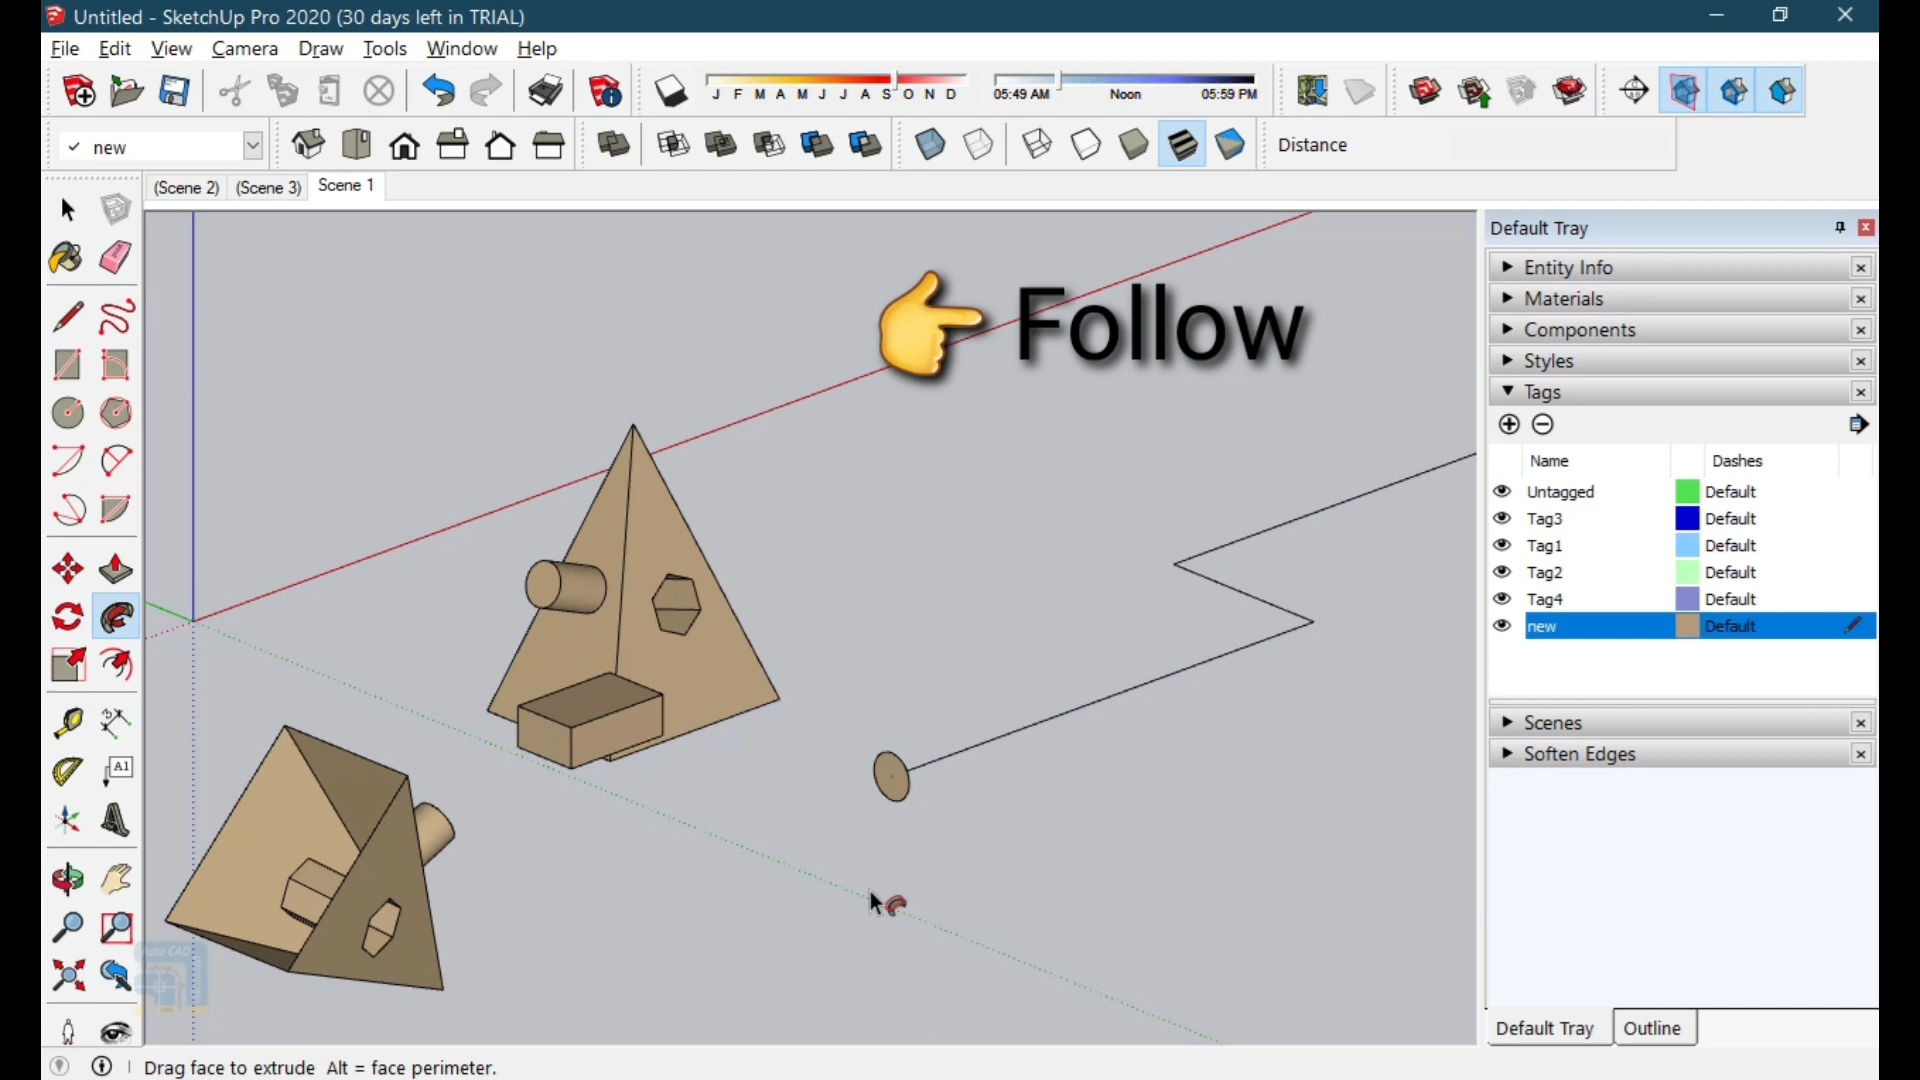 Untitled - SketchUp Pro 2020 (30 days left in TRIAL)
File Edit View Camera Draw Tools Window Help
J F M A M J J A S O N D 05:49 AM Noon 05:59 PM
✓ new Distance
(Scene 2) (Scene 3) Scene 1
Default Tray
Entity Info
Materials
Components
Styles
Tags
Name Dashes
Untagged Default
Tag3 Default
Tag1 Default
Tag2 Default
Tag4 Default
new Default
Scenes
Soften Edges
👉 Follow
A1
Auto CAD
Default Tray Outline
Drag face to extrude Alt = face perimeter.